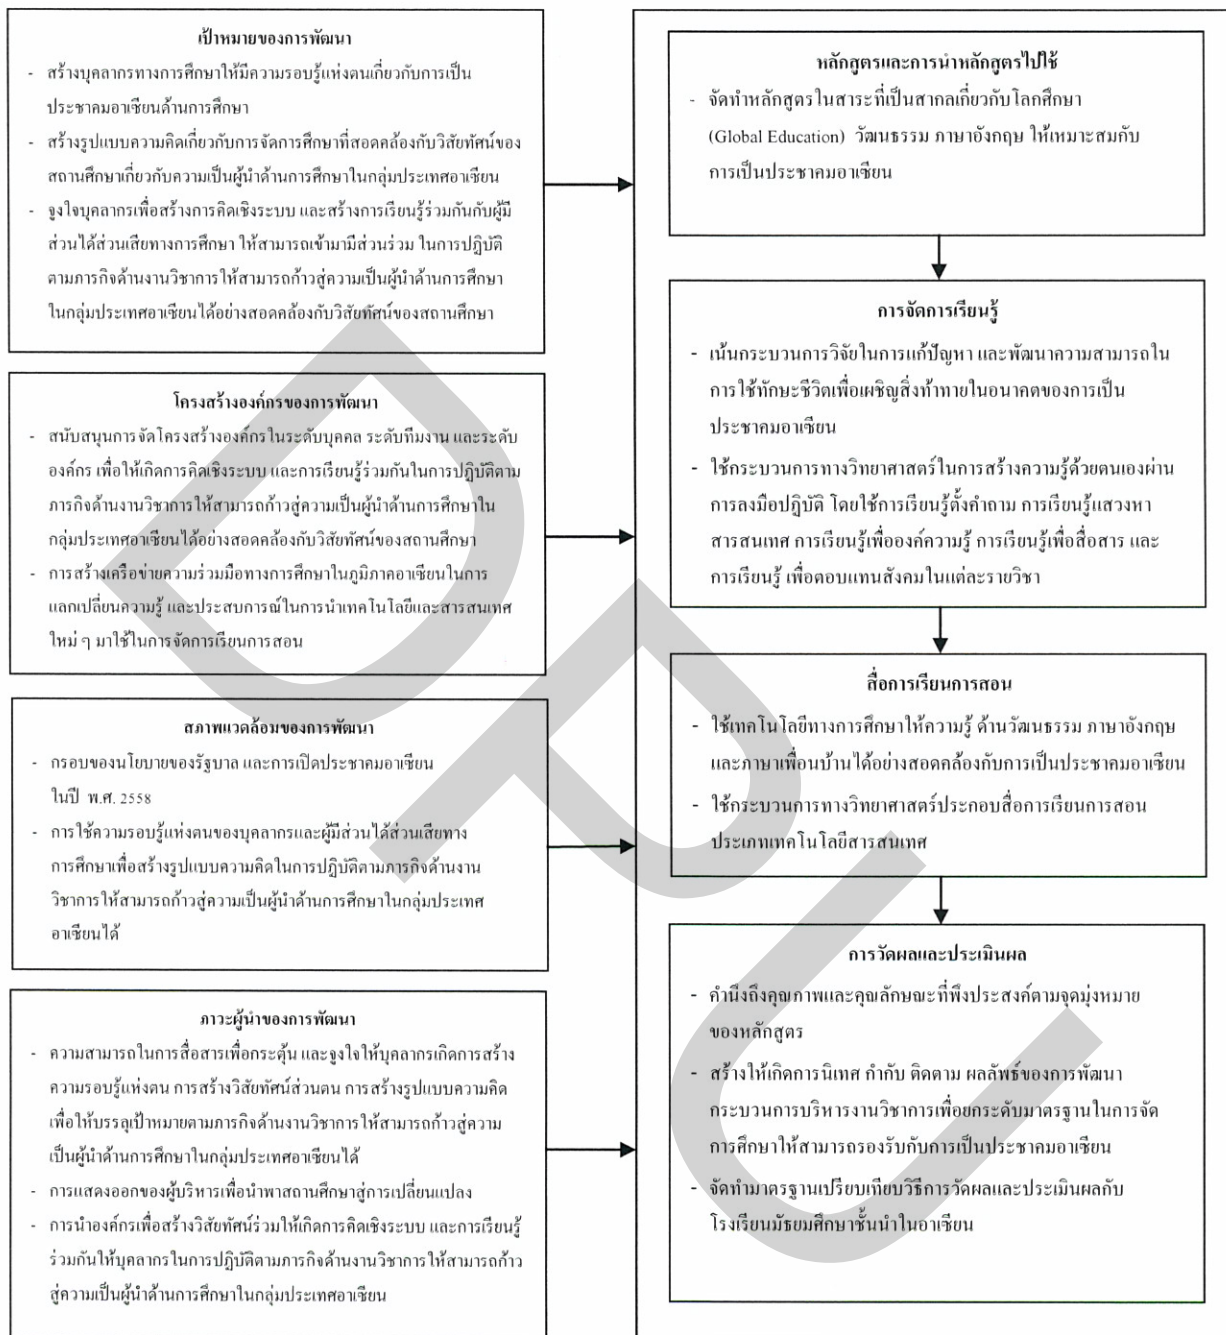 เป้าหมายของการพัฒนา
- สร้างบุคลากรทางการศึกษาให้มีความรอบรู้แห่งตนเกี่ยวกับการเป็น
ประชาคมอาเซียนด้านการศึกษา
- สร้างรูปแบบความคิดเกี่ยวกับการจัดการศึกษาที่สอดคล้องกับวิสัยทัศน์ของ
สถานศึกษาเกี่ยวกับความเป็นผู้นำด้านการศึกษาในกลุ่มประเทศอาเซียน
- จูงใจบุคลากรเพื่อสร้างการคิดเชิงระบบ และสร้างการเรียนรู้ร่วมกันกับผู้มี
ส่วนได้ส่วนเสียทางการศึกษา ให้สามารถเข้ามามีส่วนร่วม ในการปฏิบัติ
ตามภารกิจด้านงานวิชาการให้สามารถก้าวสู่ความเป็นผู้นำด้านการศึกษา
ในกลุ่มประเทศอาเซียนได้อย่างสอดคล้องกับวิสัยทัศน์ของสถานศึกษา
โครงสร้างองค์กรของการพัฒนา
- สนับสนุนการจัดโครงสร้างองค์กรในระดับบุคคล ระดับทีมงาน และระดับ
องค์กร เพื่อให้เกิดการคิดเชิงระบบ และการเรียนรู้ร่วมกันในการปฏิบัติตาม
ภารกิจด้านงานวิชาการให้สามารถก้าวสู่ความเป็นผู้นำด้านการศึกษาใน
กลุ่มประเทศอาเซียนได้อย่างสอดคล้องกับวิสัยทัศน์ของสถานศึกษา
- การสร้างเครือข่ายความร่วมมือทางการศึกษาในภูมิภาคอาเซียนในการ
แลกเปลี่ยนความรู้ และประสบการณ์ในการนำเทคโนโลยีและสารสนเทศ
ใหม่ ๆ มาใช้ในการจัดการเรียนการสอน
สภาพแวดล้อมของการพัฒนา
- กรอบของนโยบายของรัฐบาล และการเปิดประชาคมอาเซียน
ในปี พ.ศ. 2558
- การใช้ความรอบรู้แห่งตนของบุคลากรและผู้มีส่วนได้ส่วนเสียทาง
การศึกษาเพื่อสร้างรูปแบบความคิดในการปฏิบัติตามภารกิจด้านงาน
วิชาการให้สามารถก้าวสู่ความเป็นผู้นำด้านการศึกษาในกลุ่มประเทศ
อาเซียนได้
ภาวะผู้นำของการพัฒนา
- ความสามารถในการสื่อสารเพื่อกระตุ้น และจูงใจให้บุคลากรเกิดการสร้าง
ความรอบรู้แห่งตน การสร้างวิสัยทัศน์ส่วนตน การสร้างรูปแบบความคิด
เพื่อให้บรรลุเป้าหมายตามภารกิจด้านงานวิชาการให้สามารถก้าวสู่ความ
เป็นผู้นำด้านการศึกษาในกลุ่มประเทศอาเซียนได้
- การแสดงออกของผู้บริหารเพื่อนำพาสถานศึกษาสู่การเปลี่ยนแปลง
- การนำองค์กรเพื่อสร้างวิสัยทัศน์ร่วมให้เกิดการคิดเชิงระบบ และการเรียนรู้
ร่วมกันให้บุคลากรในการปฏิบัติตามภารกิจด้านงานวิชาการให้สามารถก้าว
สู่ความเป็นผู้นำด้านการศึกษาในกลุ่มประเทศอาเซียน
หลักสูตรและการนำหลักสูตรไปใช้
- จัดทำหลักสูตรในสาระที่เป็นสากลเกี่ยวกับโลกศึกษา
(Global Education) วัฒนธรรม ภาษาอังกฤษ ให้เหมาะสมกับ
การเป็นประชาคมอาเซียน
การจัดการเรียนรู้
- เน้นกระบวนการวิจัยในการแก้ปัญหา และพัฒนาความสามารถใน
การใช้ทักษะชีวิตเพื่อเผชิญสิ่งท้าทายในอนาคตของการเป็น
ประชาคมอาเซียน
- ใช้กระบวนการทางวิทยาศาสตร์ในการสร้างความรู้ด้วยตนเองผ่าน
การลงมือปฏิบัติ โดยใช้การเรียนรู้ตั้งคำถาม การเรียนรู้แสวงหา
สารสนเทศ การเรียนรู้เพื่อองค์ความรู้ การเรียนรู้เพื่อสื่อสาร และ
การเรียนรู้ เพื่อตอบแทนสังคมในแต่ละรายวิชา
สื่อการเรียนการสอน
- ใช้เทคโนโลยีทางการศึกษาให้ความรู้ ด้านวัฒนธรรม ภาษาอังกฤษ
และภาษาเพื่อนบ้านได้อย่างสอดคล้องกับการเป็นประชาคมอาเซียน
- ใช้กระบวนการทางวิทยาศาสตร์ประกอบสื่อการเรียนการสอน
ประเภทเทคโนโลยีสารสนเทศ
การวัดผลและประเมินผล
- คำนึงถึงคุณภาพและคุณลักษณะที่พึงประสงค์ตามจุดมุ่งหมาย
ของหลักสูตร
- สร้างให้เกิดการนิเทศ กำกับ ติดตาม ผลลัพธ์ของการพัฒนา
กระบวนการบริหารงานวิชาการเพื่อยกระดับมาตรฐานในการจัด
การศึกษาให้สามารถรองรับกับการเป็นประชาคมอาเซียน
- จัดทำมาตรฐานเปรียบเทียบวิธีการวัดผลและประเมินผลกับ
โรงเรียนมัธยมศึกษาชั้นนำในอาเซียน
DPU